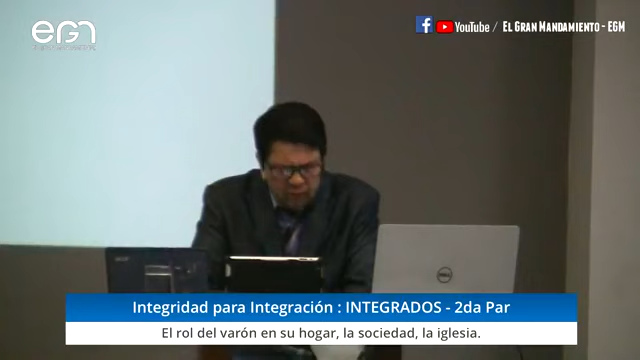 EGM
YouTube / El Gran Mandamiento - EGM
DELL
Integridad para Integración : INTEGRADOS - 2da Par
El rol del varón en su hogar, la sociedad, la iglesia.